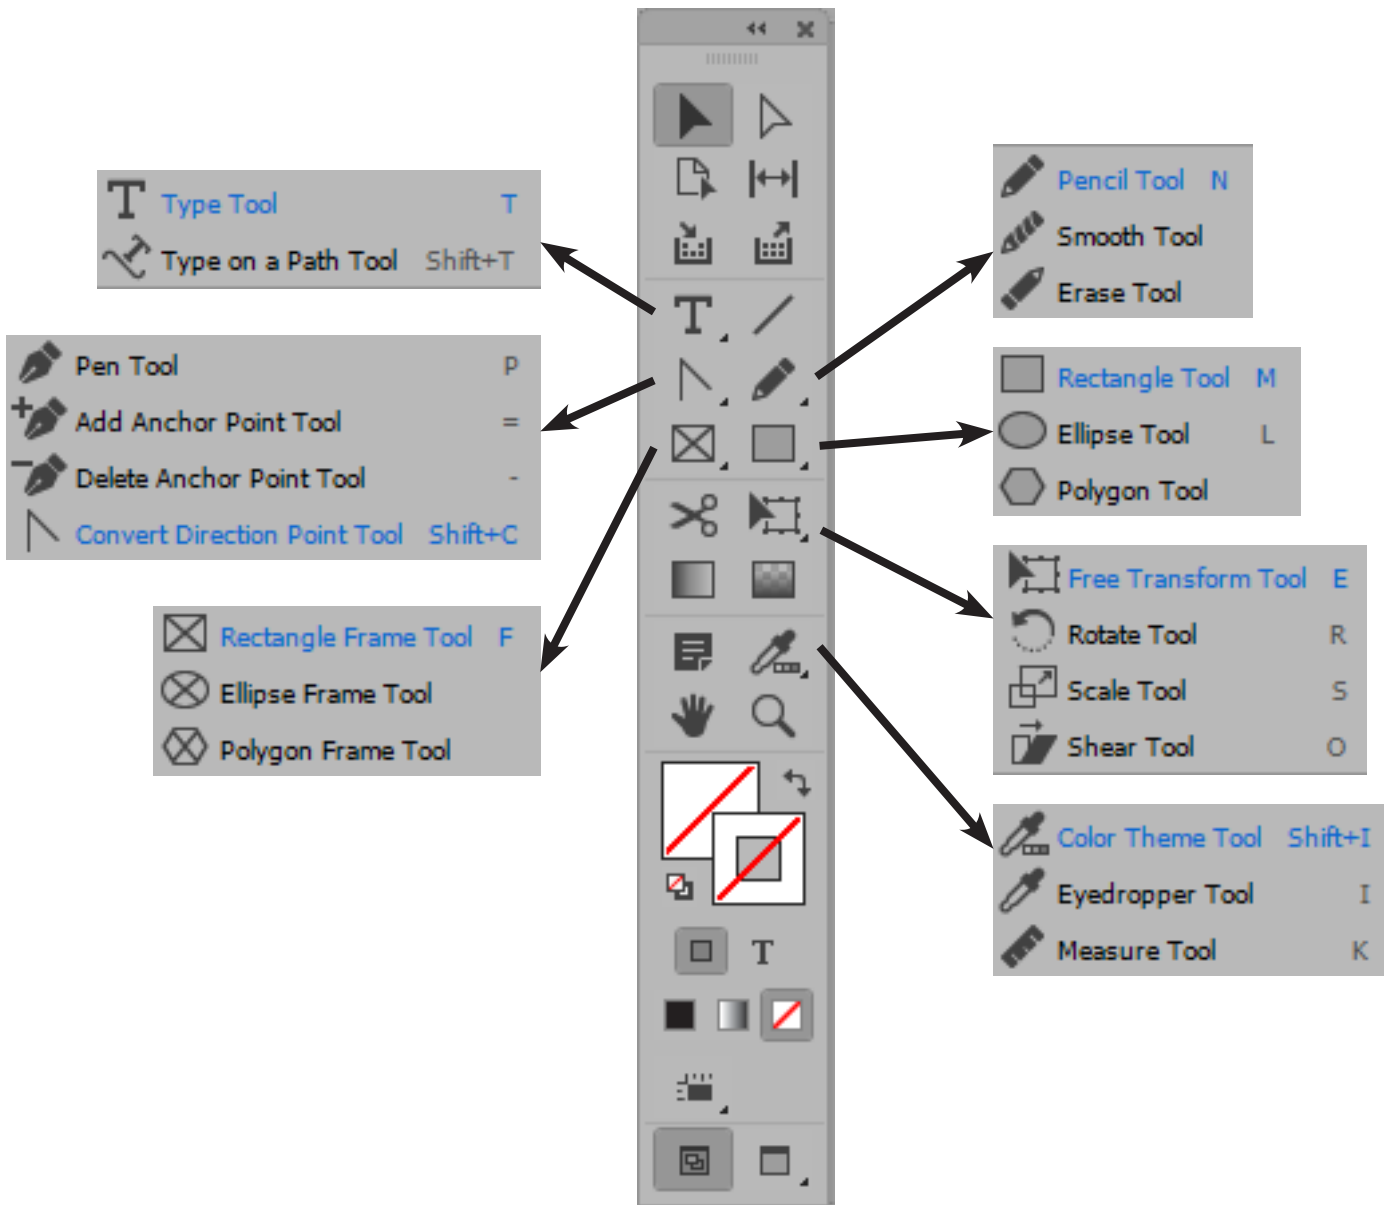 Type Tool T
Type on a Path Tool Shift+T
Pen Tool P
Add Anchor Point Tool =
Delete Anchor Point Tool -
Convert Direction Point Tool Shift+C
Rectangle Frame Tool F
Ellipse Frame Tool
Polygon Frame Tool
Pencil Tool N
Smooth Tool
Erase Tool
Rectangle Tool M
Ellipse Tool L
Polygon Tool
Free Transform Tool E
Rotate Tool R
Scale Tool S
Shear Tool O
Color Theme Tool Shift+I
Eyedropper Tool I
Measure Tool K